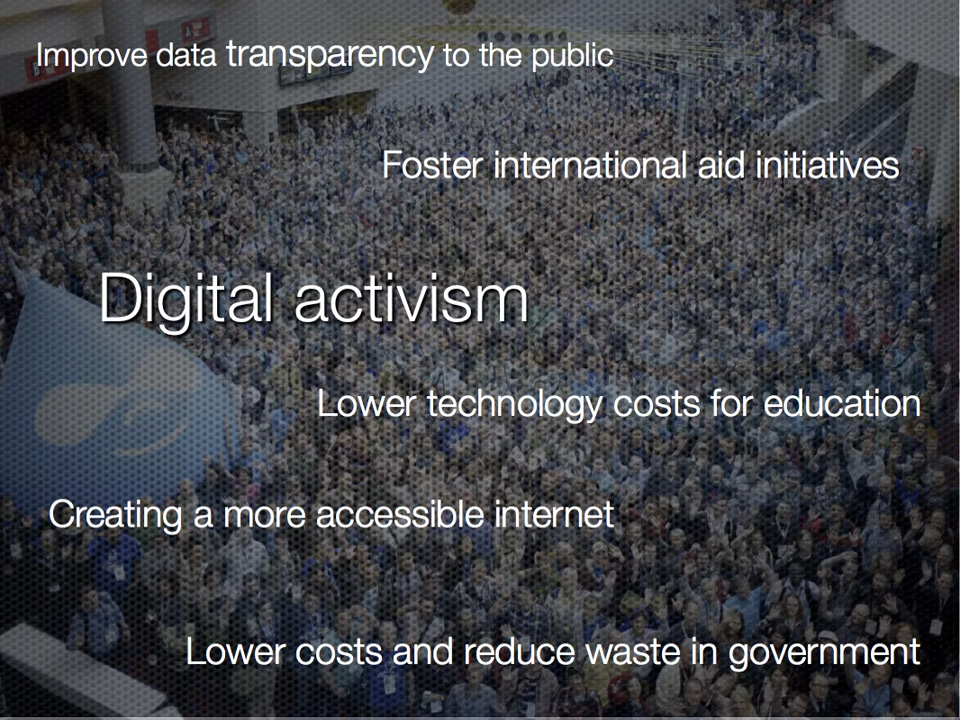 Improve data transparency to the public
Foster international aid initiatives
Digital activism
Lower technology costs for education
Creating a more accessible internet
Lower costs and reduce waste in government